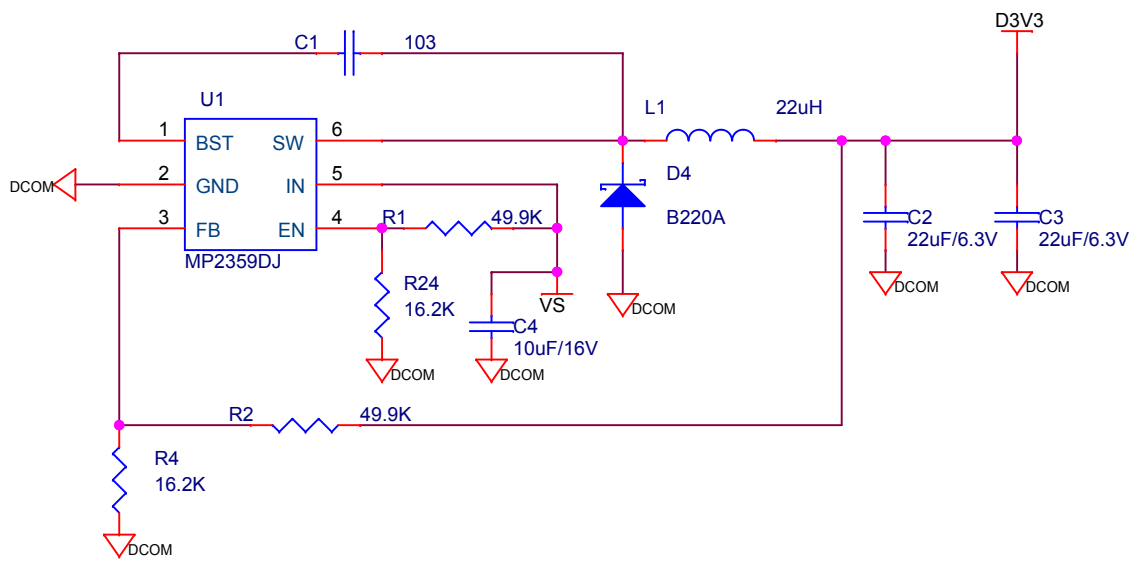 D3V3
C1 103
U1
L1 22uH
1 BST SW 6
2 GND IN 5
3 FB EN 4
MP2359DJ
DCOM
R1 49.9K
D4
B220A
C2
22uF/6.3V
C3
22uF/6.3V
R24
16.2K
VS
C4
10uF/16V
DCOM
DCOM
DCOM
DCOM
DCOM
R2 49.9K
R4
16.2K
DCOM